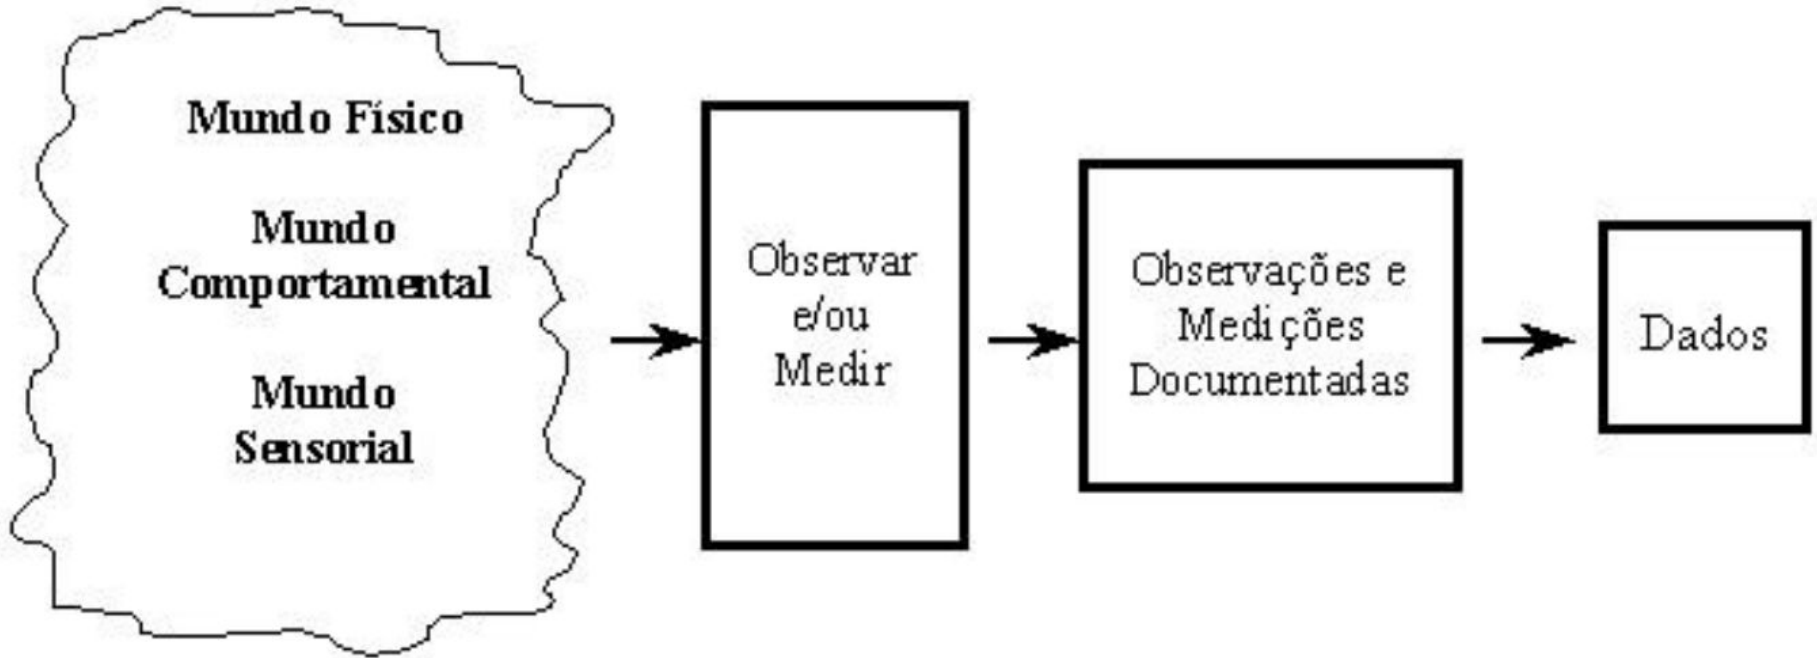 Mundo Físico
Mundo
Comportamental
Mundo
Sensorial
Observar
e/ou
Medir
Observações e
Medições
Documentadas
Dados